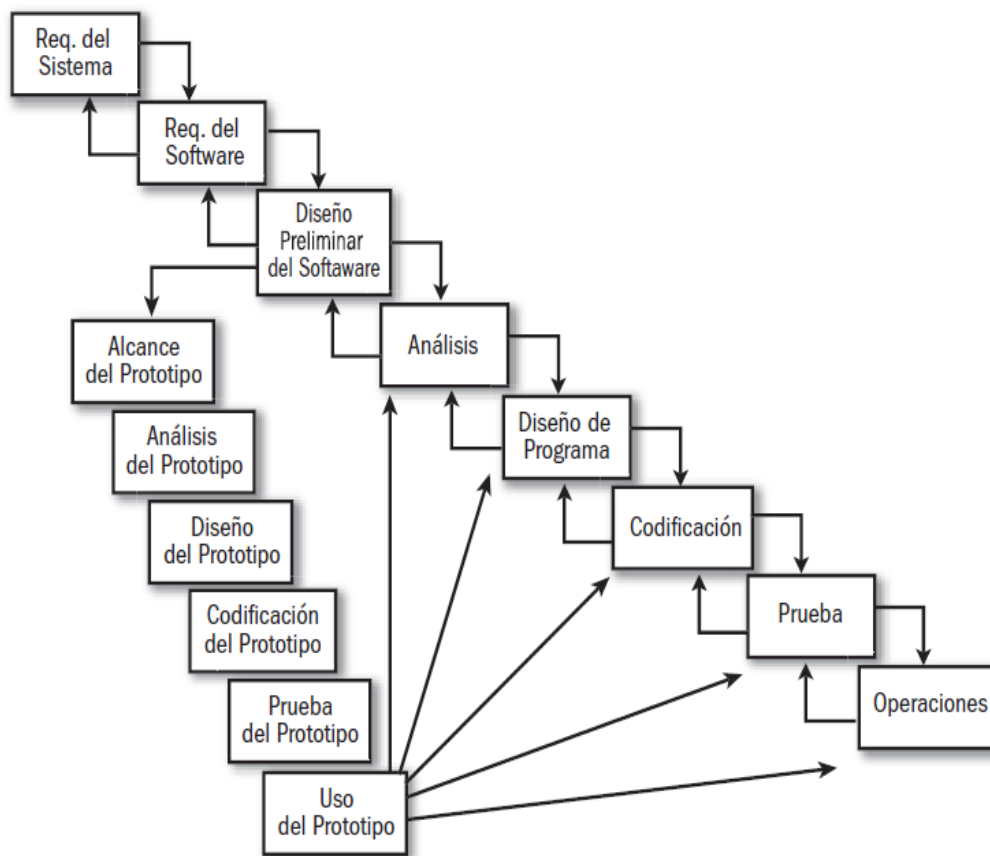 Req. del
Sistema
Req. del
Software
Diseño
Preliminar
del Softaware
Alcance
del Prototipo
Análisis
Análisis
del Prototipo
Diseño de
Programa
Diseño
del Prototipo
Codificación
Codificación
del Prototipo
Prueba
Prueba
del Prototipo
Operaciones
Uso
del Prototipo